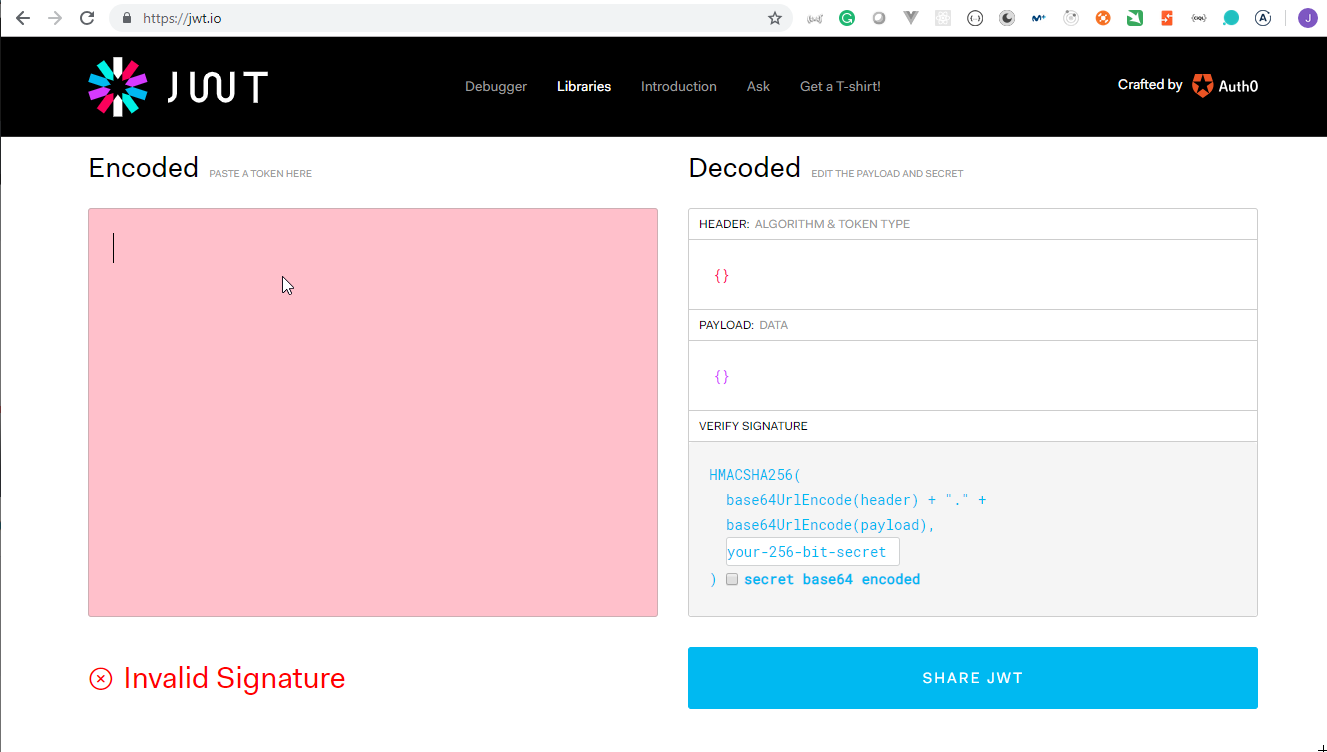 https://jwt.io
J
JWT
Debugger Libraries Introduction Ask Get a T-shirt!
Crafted by Auth0
Encoded PASTE A TOKEN HERE
Decoded EDIT THE PAYLOAD AND SECRET
HEADER: ALGORITHM & TOKEN TYPE
{}
PAYLOAD: DATA
{}
VERIFY SIGNATURE
HMACSHA256(
base64UrlEncode(header) + "." +
base64UrlEncode(payload),
your-256-bit-secret
) secret base64 encoded
Invalid Signature
SHARE JWT